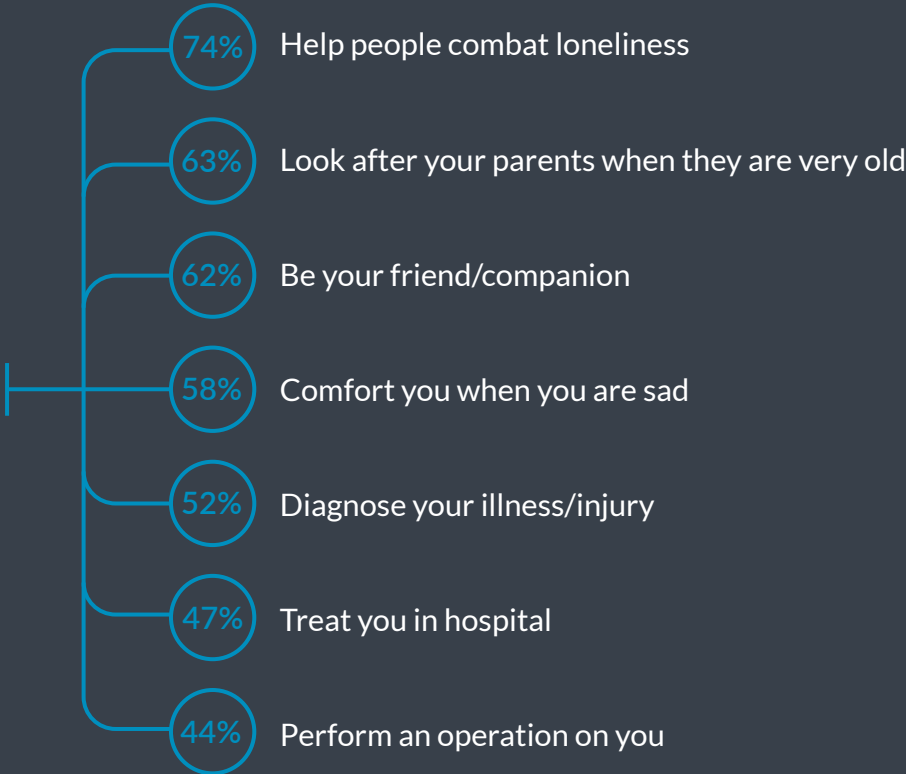 74% Help people combat loneliness
63% Look after your parents when they are very old
62% Be your friend/companion
58% Comfort you when you are sad
52% Diagnose your illness/injury
47% Treat you in hospital
44% Perform an operation on you